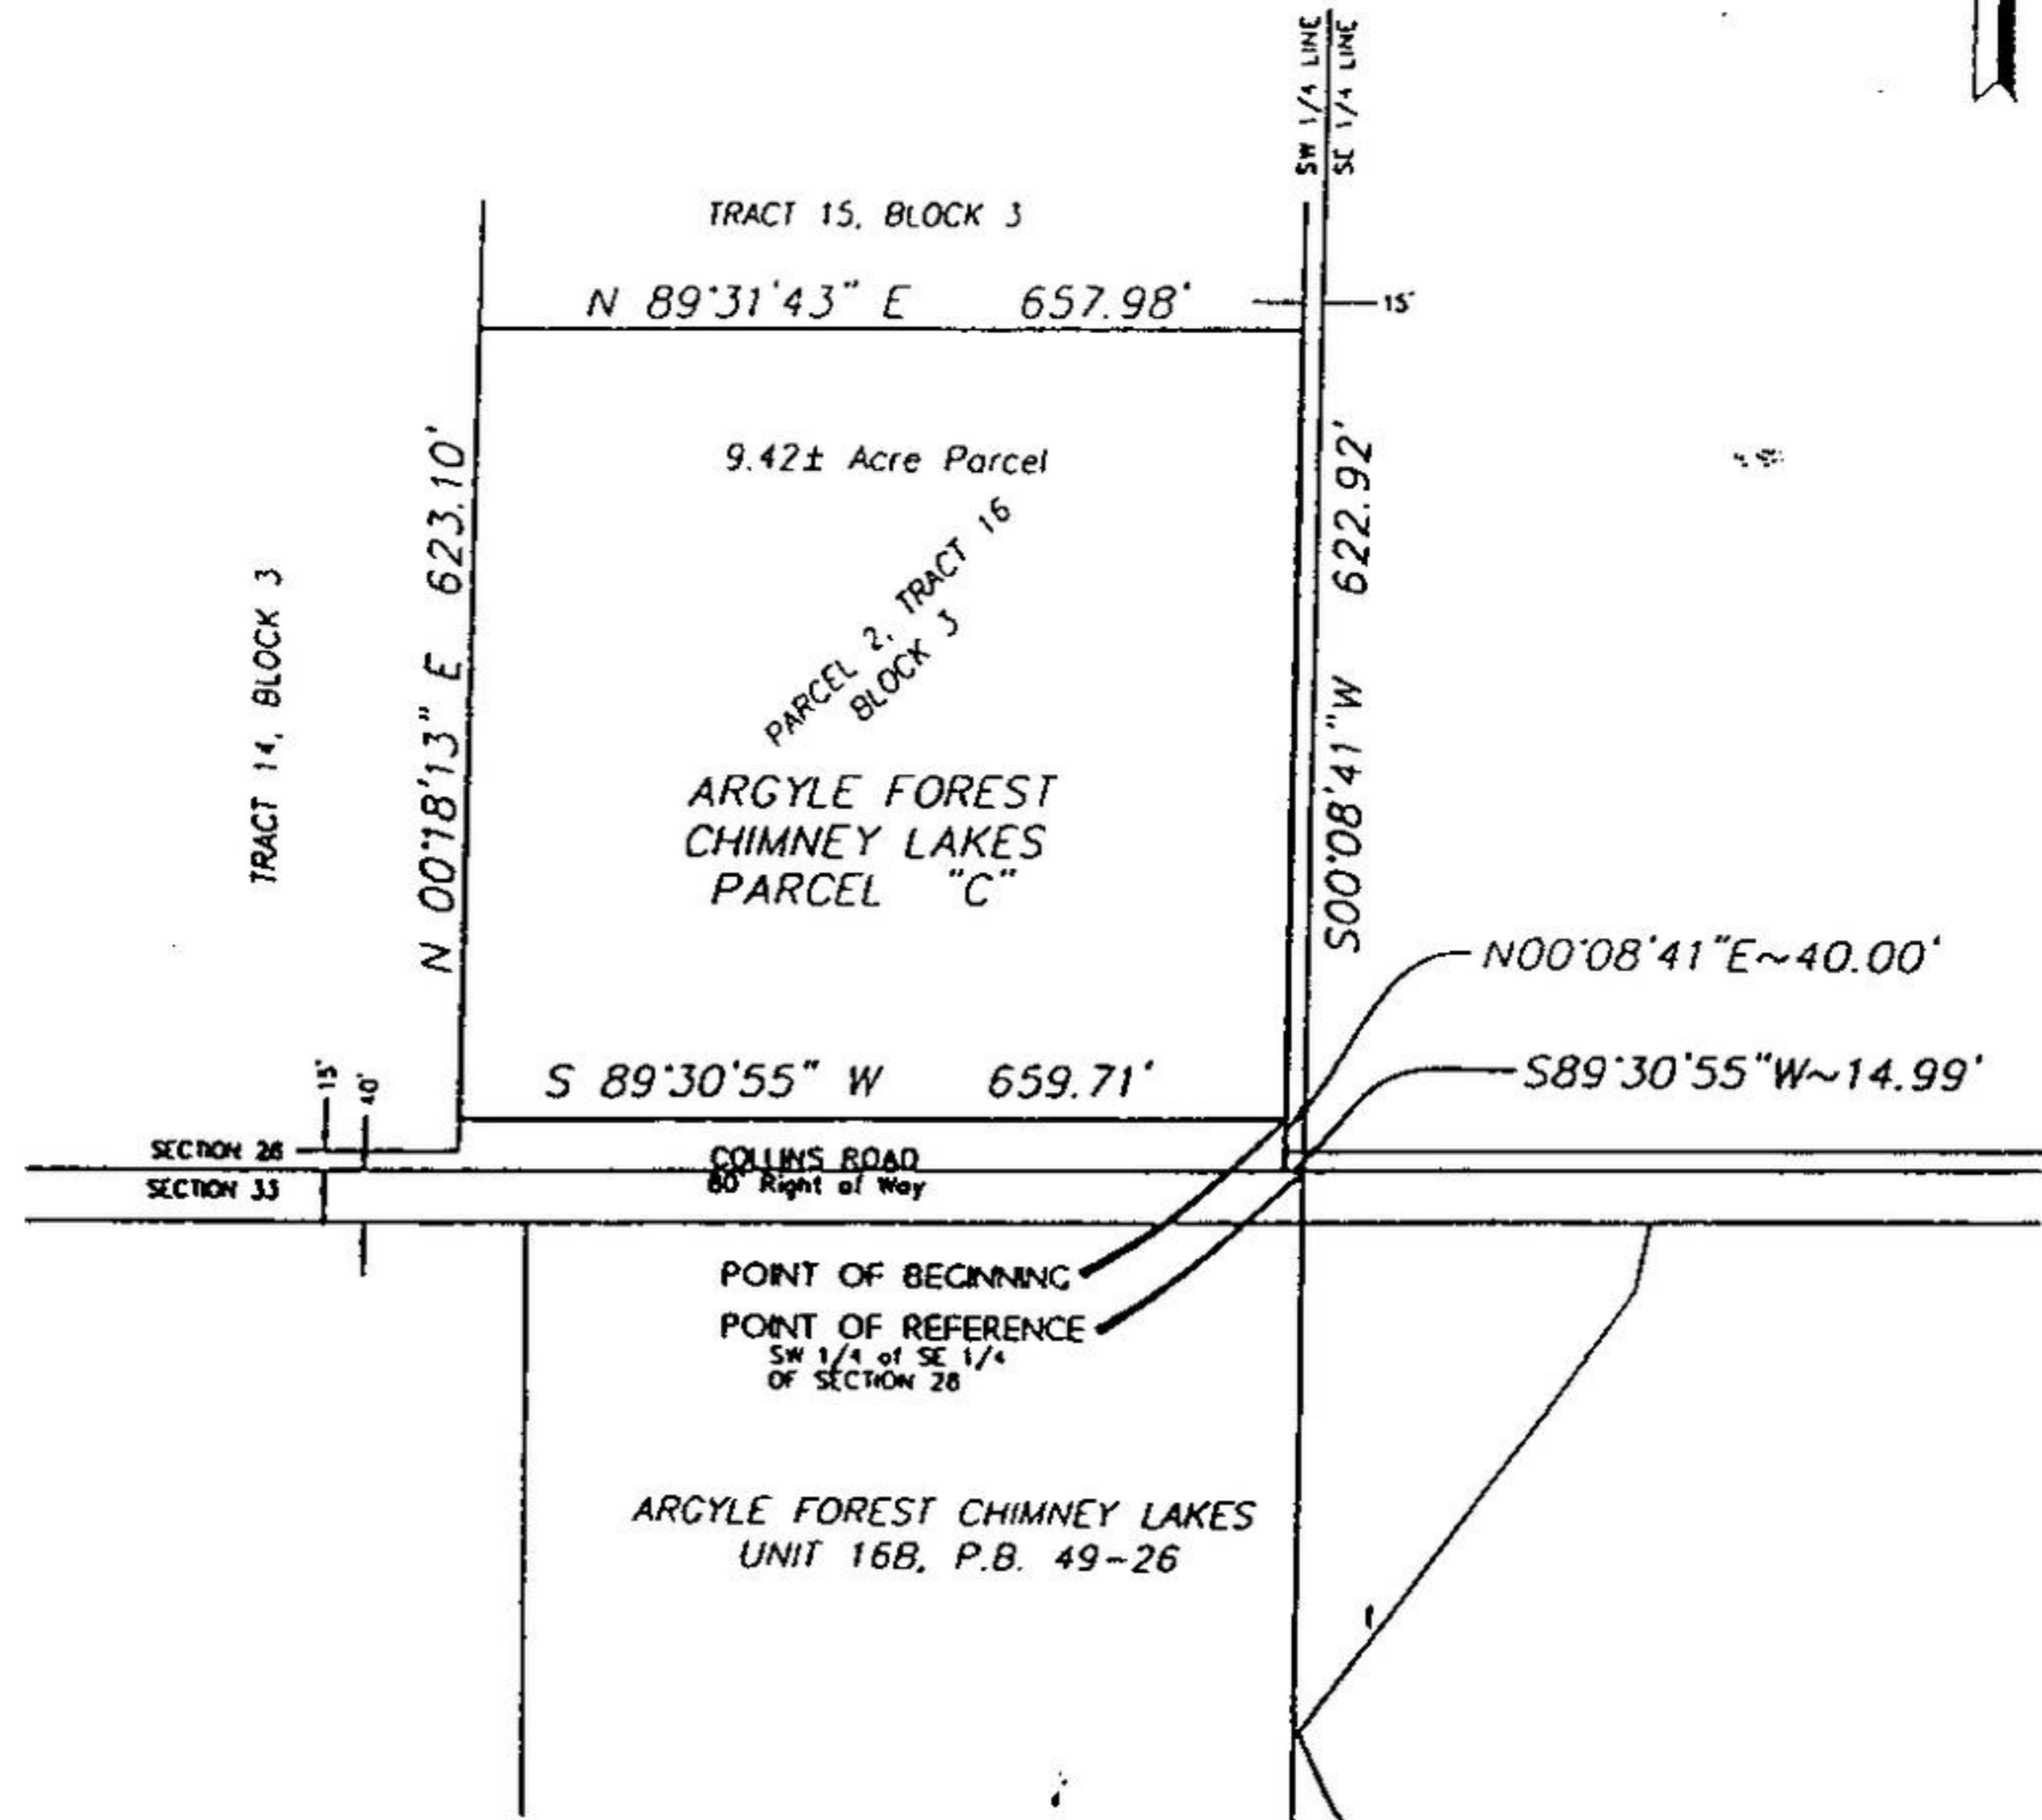 SW 1/4 LINE
SE 1/4 LINE
TRACT 15, BLOCK 3
N 89°31'43" E 657.98'
15'
9.42± Acre Parcel
N 00°18'13" E 623.10'
S00°08'41"W 622.92'
PARCEL 2, TRACT 16
BLOCK 3
TRACT 14, BLOCK 3
ARGYLE FOREST
CHIMNEY LAKES
PARCEL "C"
N00°08'41"E~40.00'
S 89°30'55" W 659.71'
S89°30'55"W~14.99'
15'
40'
SECTION 28
SECTION 33
COLLINS ROAD
80' Right of Way
POINT OF BEGINNING
POINT OF REFERENCE
SW 1/4 of SE 1/4
OF SECTION 28
ARGYLE FOREST CHIMNEY LAKES
UNIT 16B, P.B. 49-26